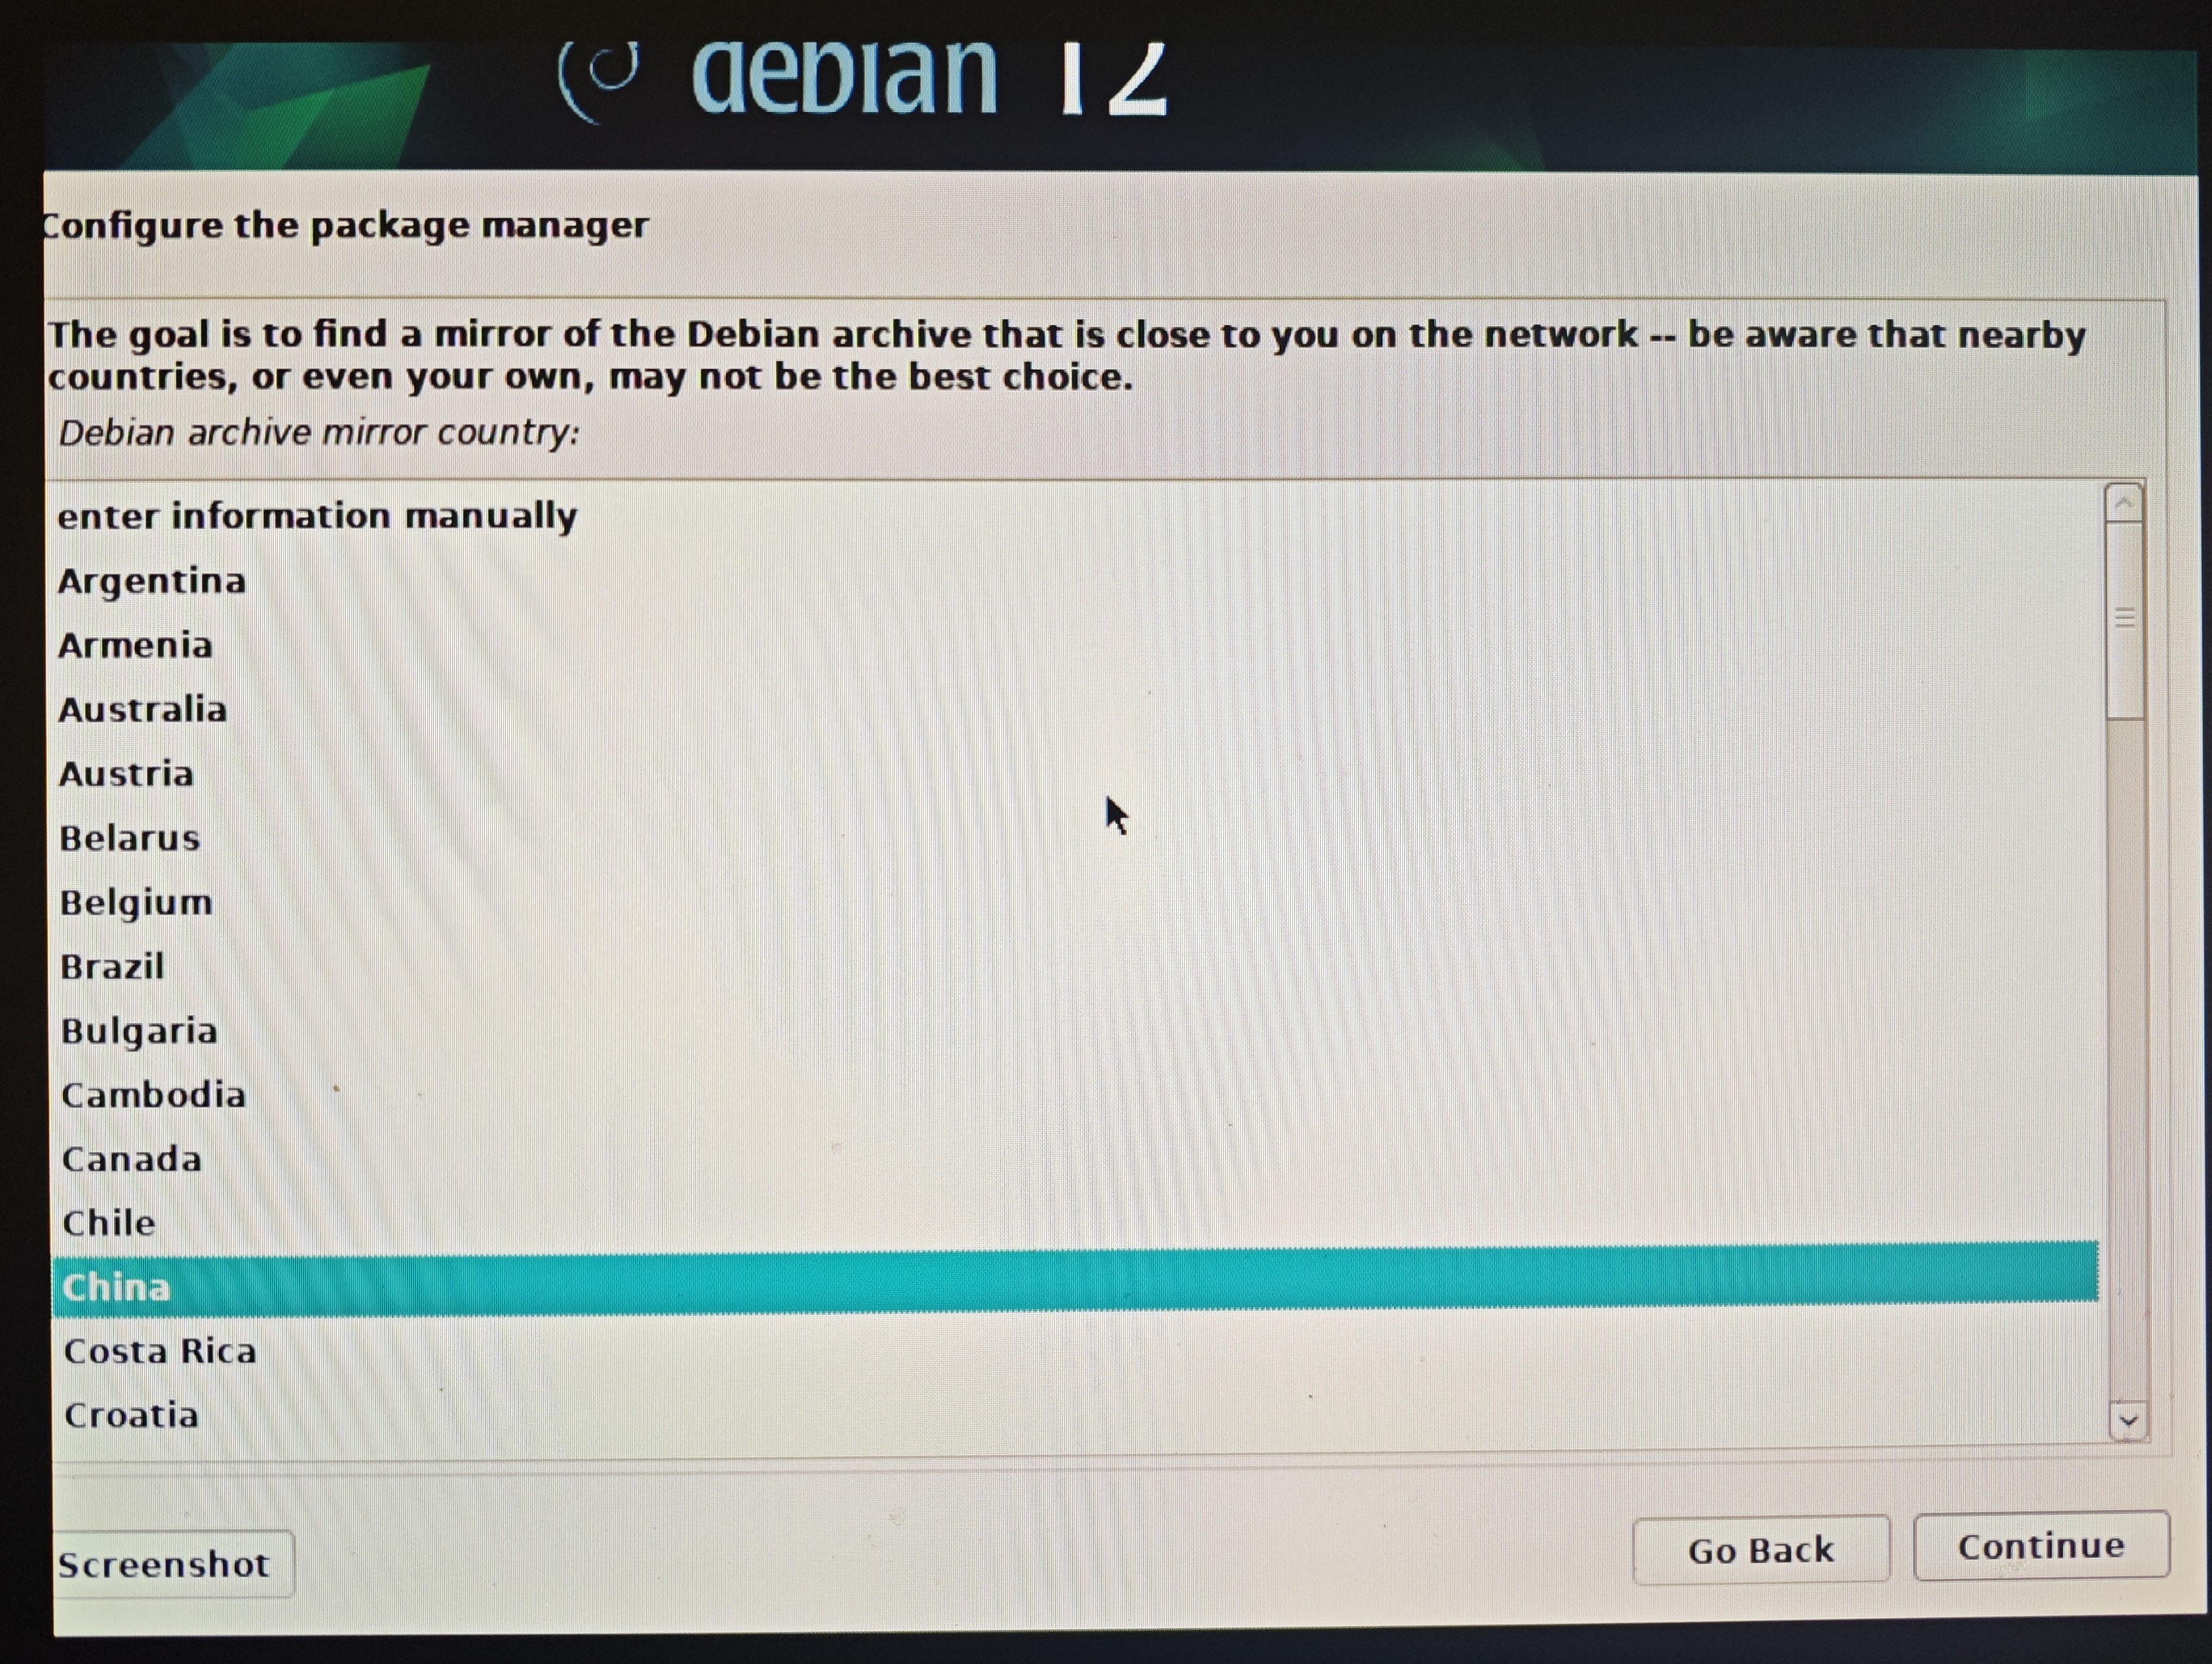 debian 12
Configure the package manager
The goal is to find a mirror of the Debian archive that is close to you on the network -- be aware that nearby
countries, or even your own, may not be the best choice.
Debian archive mirror country:
enter information manually
Argentina
Armenia
Australia
Austria
Belarus
Belgium
Brazil
Bulgaria
Cambodia
Canada
Chile
China
Costa Rica
Croatia
Screenshot
Go Back
Continue